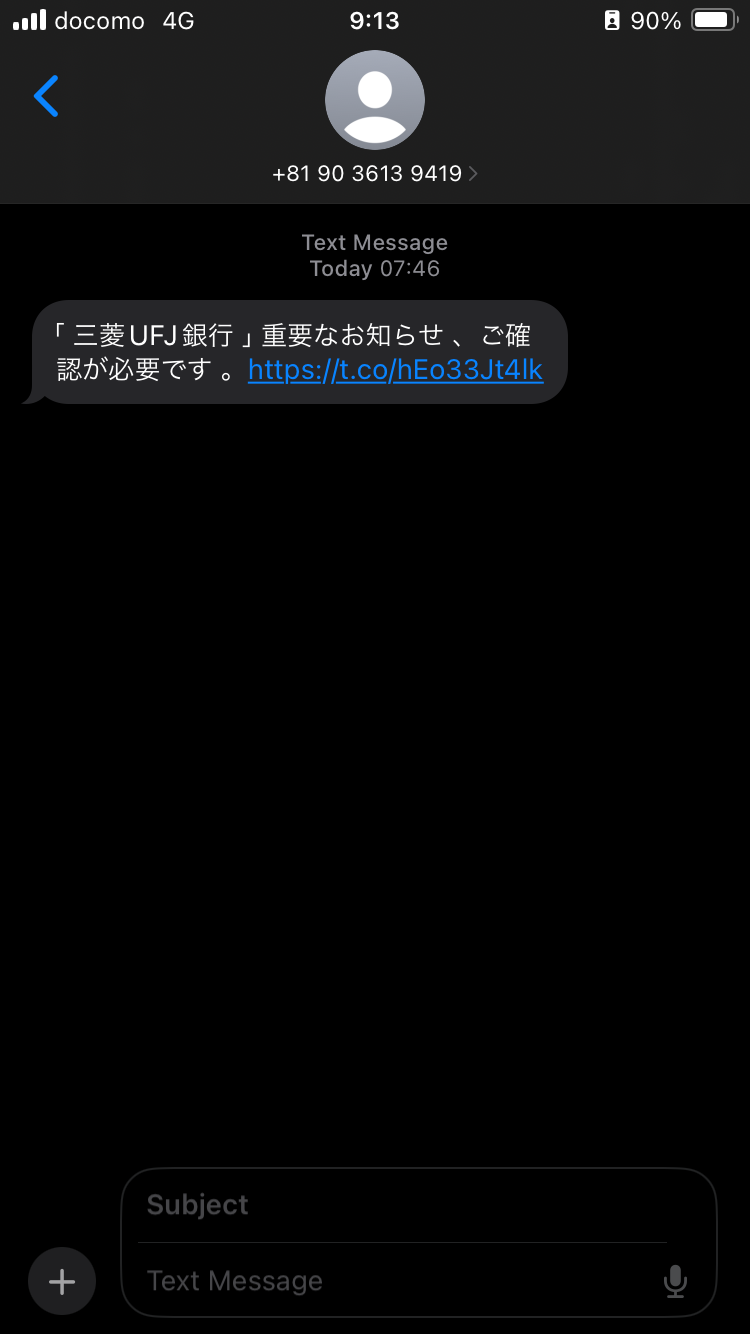 docomo 4G 9:13 90%
+81 90 3613 9419
Text Message
Today 07:46
「 三菱UFJ銀行 」重要なお知らせ 、ご確
認が必要です 。https://t.co/hEo33Jt4lk
Subject
Text Message